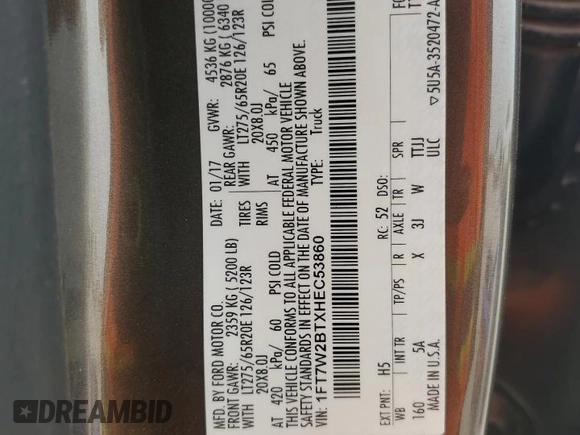 MFD. BY FORD MOTOR CO.
DATE: 01/17 GVWR: 4536 KG (10000
FRONT GAWR: 2359 KG ( 5200 LB) REAR GAWR: 2876 KG ( 6340
LT275/65R20E 126/123R TIRES WITH LT275/65R20E 126/123R
20X8.0J RIMS 20X8.0J
AT 420 kPa/ 60 PSI COLD AT 450 kPa/ 65 PSI COL
THIS VEHICLE CONFORMS TO ALL APPLICABLE FEDERAL MOTOR VEHICLE
SAFETY STANDARDS IN EFFECT ON THE DATE OF MANUFACTURE SHOWN ABOVE.
VIN: 1FT7W2BTXHEC53860 TYPE: Truck
EXT PNT: H5 RC: 52 DSO:
WB INT TR TP/PS R AXLE TR SPR
160 5A X 3J W TTJJ
MADE IN U.S.A. ULC
▽ 5U5A-3520472-A
DREAMBID
DREAMBID